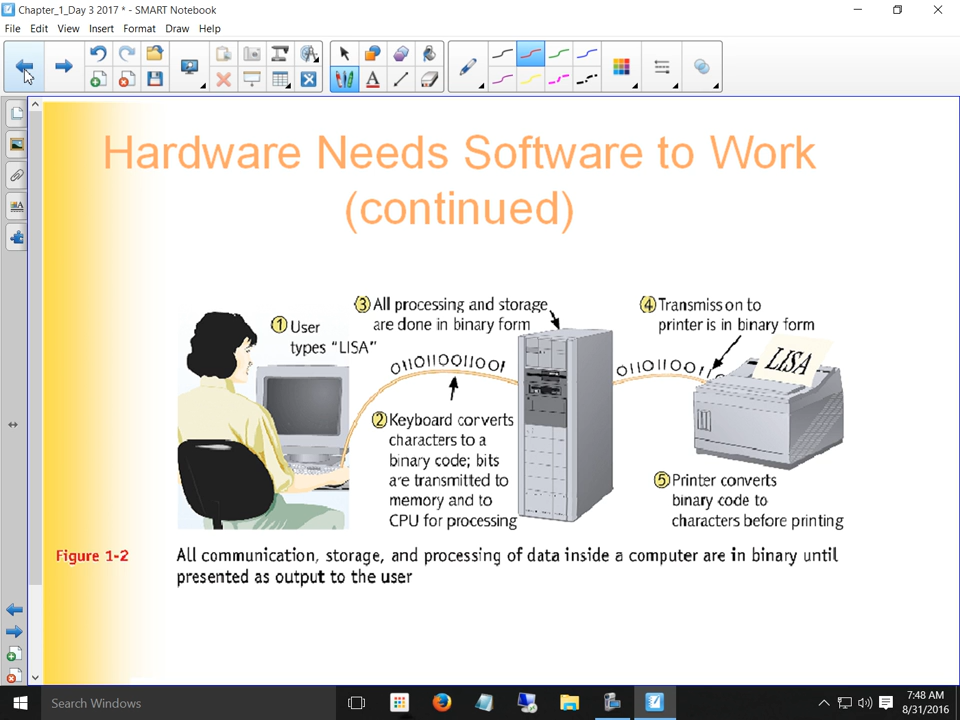 Chapter_1_Day 3 2017 * - SMART Notebook
File Edit View Insert Format Draw Help
Hardware Needs Software to Work
(continued)
1 User
types “LISA”
3 All processing and storage
are done in binary form
4 Transmiss on to
printer is in binary form
011011001101
01101100111
LISA
2 Keyboard converts
characters to a
binary code; bits
are transmitted to
memory and to
CPU for processing
5 Printer converts
binary code to
characters before printing
Figure 1-2
All communication, storage, and processing of data inside a computer are in binary until
presented as output to the user
Search Windows
7:48 AM
8/31/2016